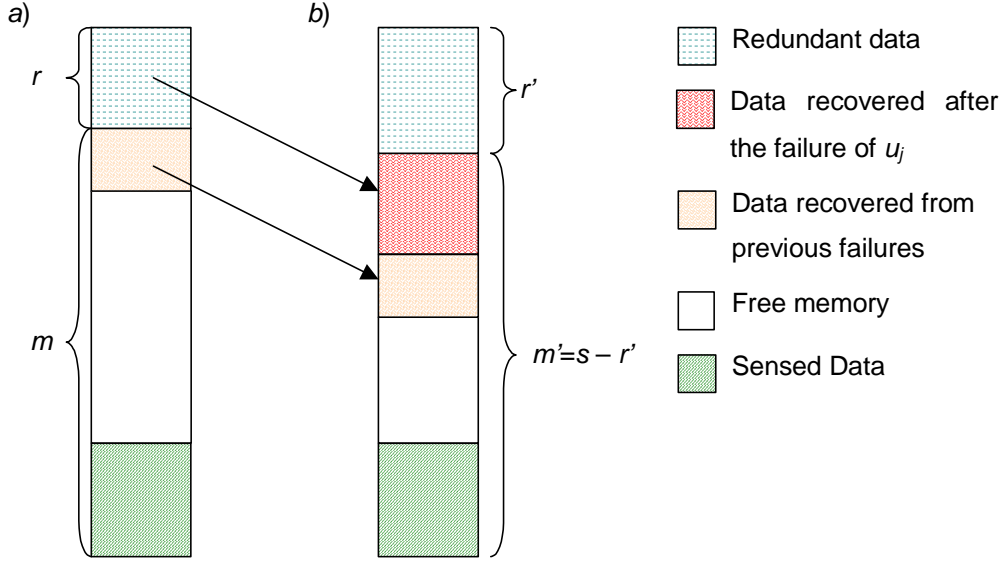 a)
b)
r
m
r’
m’=s – r’
Redundant data
Data recovered after
the failure of uj
Data recovered from
previous failures
Free memory
Sensed Data